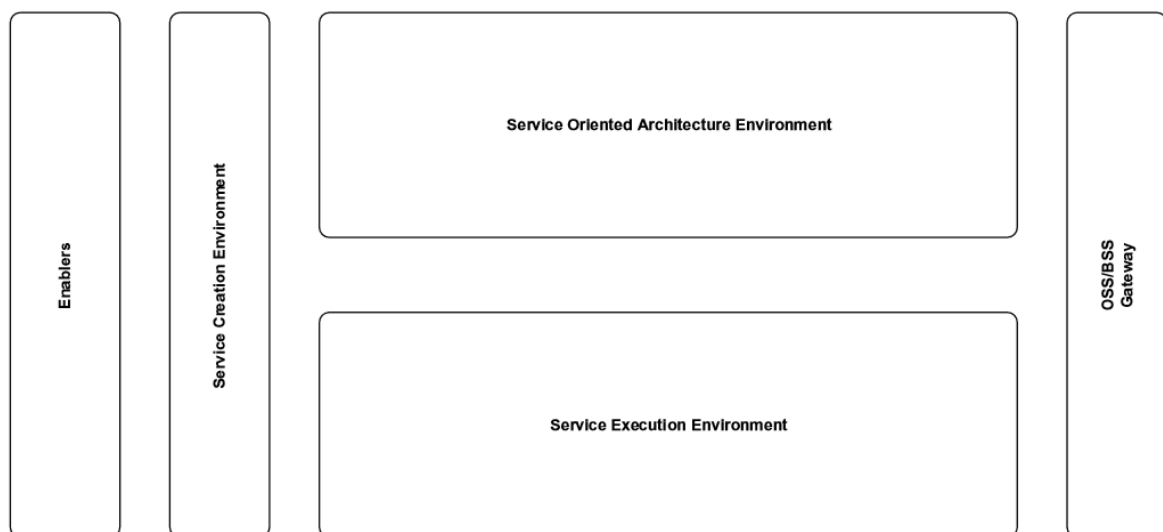 Enablers
Service Creation Environment
Service Oriented Architecture Environment
Service Execution Environment
OSS/BSS
Gateway